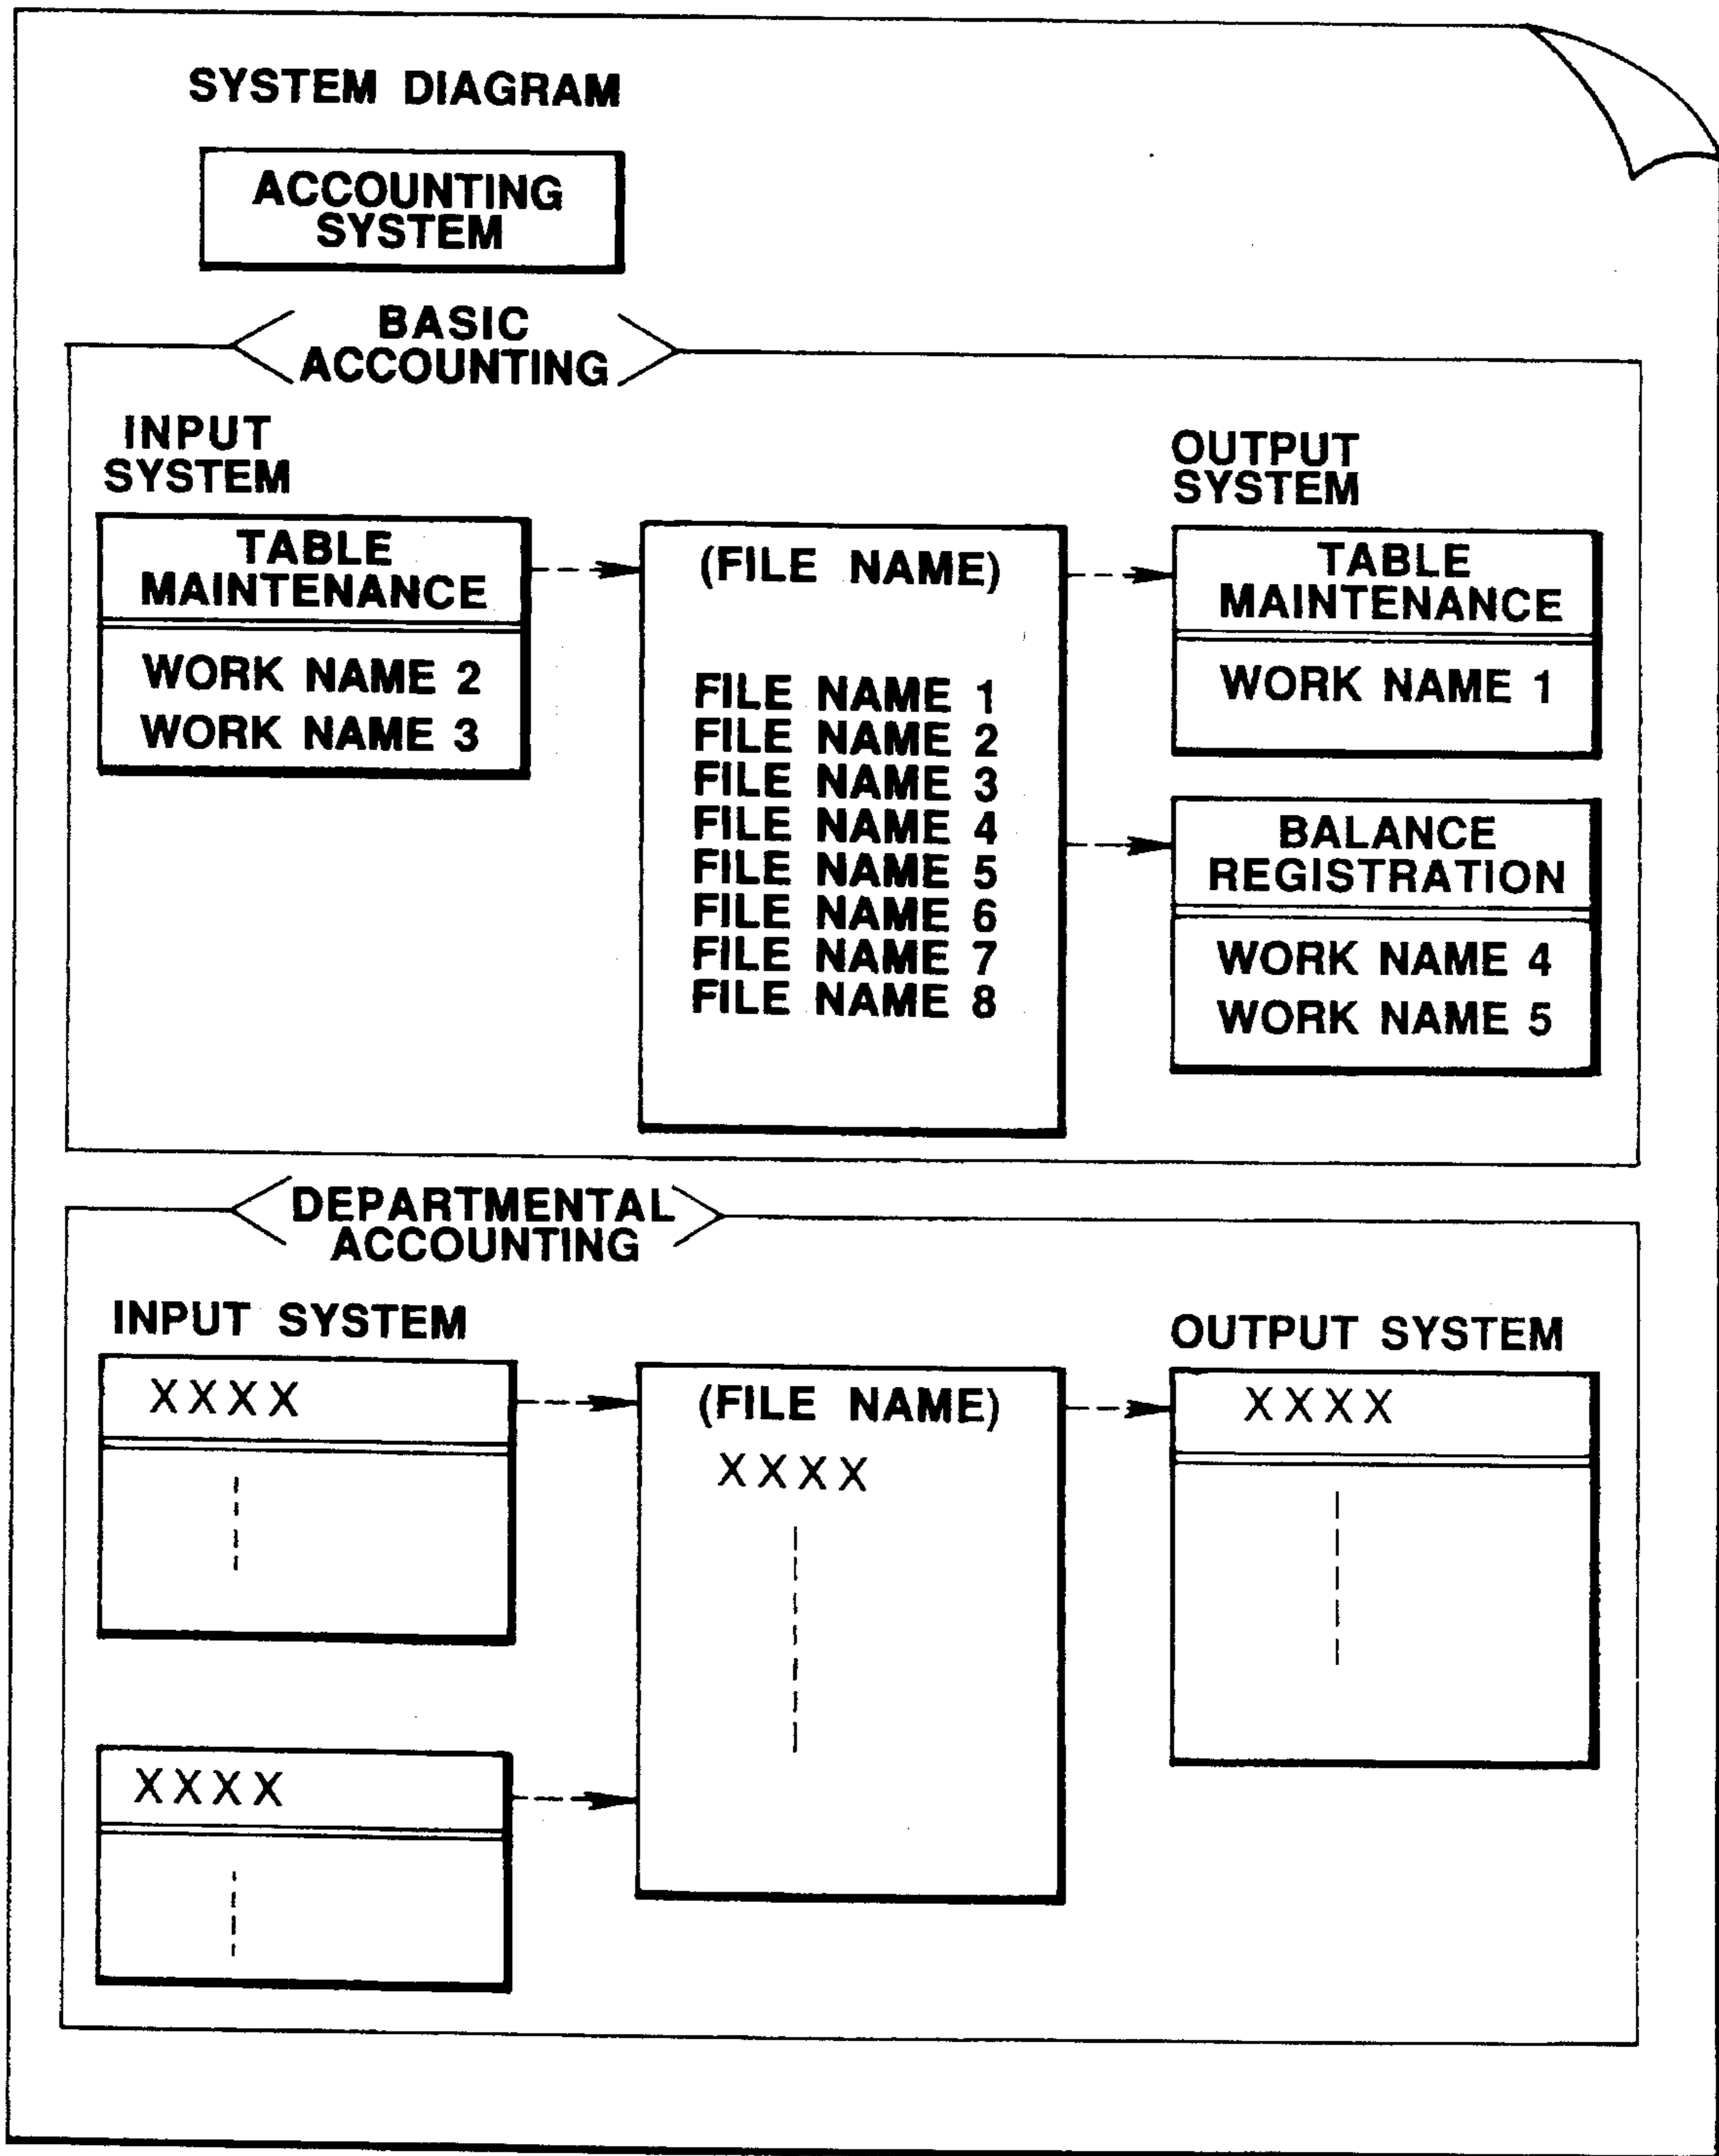 SYSTEM DIAGRAM
ACCOUNTING
SYSTEM
BASIC
ACCOUNTING
INPUT
SYSTEM
TABLE
MAINTENANCE
WORK NAME 2
WORK NAME 3
(FILE NAME)
FILE NAME 1
FILE NAME 2
FILE NAME 3
FILE NAME 4
FILE NAME 5
FILE NAME 6
FILE NAME 7
FILE NAME 8
OUTPUT
SYSTEM
TABLE
MAINTENANCE
WORK NAME 1
BALANCE
REGISTRATION
WORK NAME 4
WORK NAME 5
DEPARTMENTAL
ACCOUNTING
INPUT SYSTEM
XXXX
XXXX
(FILE NAME)
XXXX
OUTPUT SYSTEM
XXXX